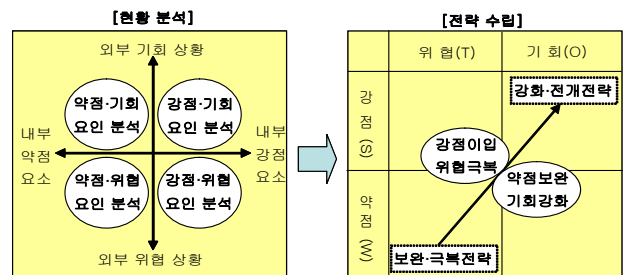 [현황 분석]
외부 기회 상황
약점·기회
요인 분석
강점·기회
요인 분석
내부
약점
요소
내부
강점
요소
약점·위협
요인 분석
강점·위협
요인 분석
외부 위협 상황
[전략 수립]
위 협(T)
기 회(O)
강점(S)
강화·전개전략
강점이입
위협극복
약점보완
기회강화
약점(W)
보완·극복전략